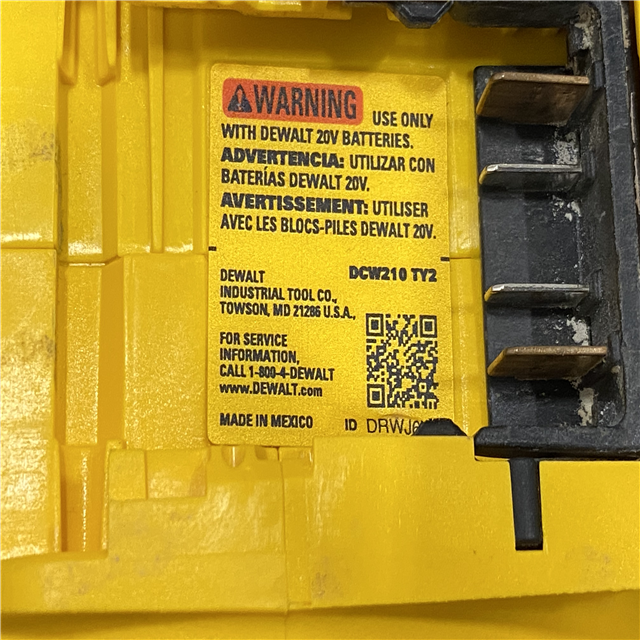 WARNING USE ONLY
WITH DEWALT 20V BATTERIES.
ADVERTENCIA: UTILIZAR CON
BATERÍAS DEWALT 20V.
AVERTISSEMENT: UTILISER
AVEC LES BLOCS-PILES DEWALT 20V.
DEWALT DCW210 TY2
INDUSTRIAL TOOL CO.,
TOWSON, MD 21286 U.S.A.,
FOR SERVICE
INFORMATION,
CALL 1-800-4-DEWALT
www.DEWALT.com
MADE IN MEXICO ID